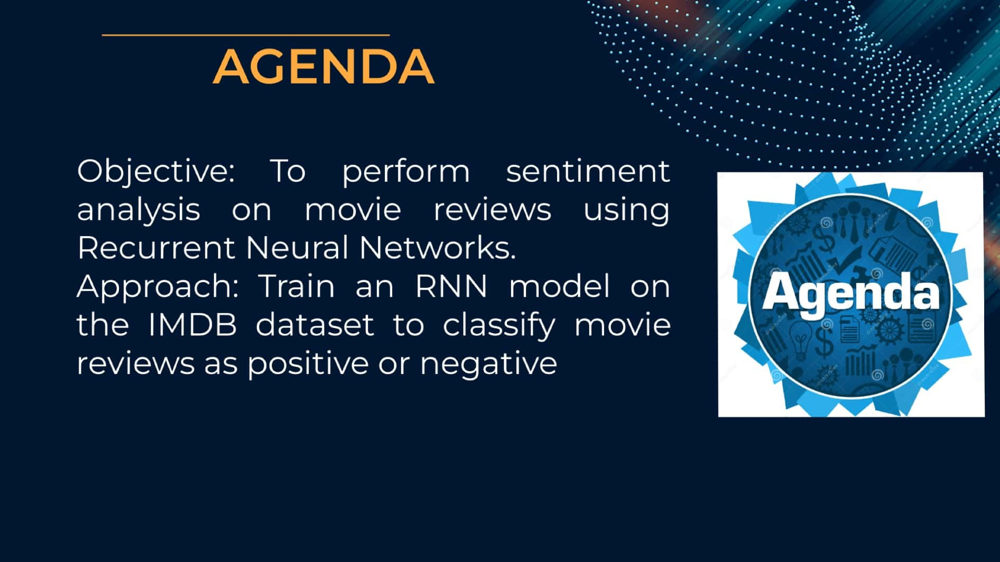 AGENDA
Objective: To perform sentiment
analysis on movie reviews using
Recurrent Neural Networks.
Approach: Train an RNN model on
the IMDB dataset to classify movie
reviews as positive or negative
Agenda